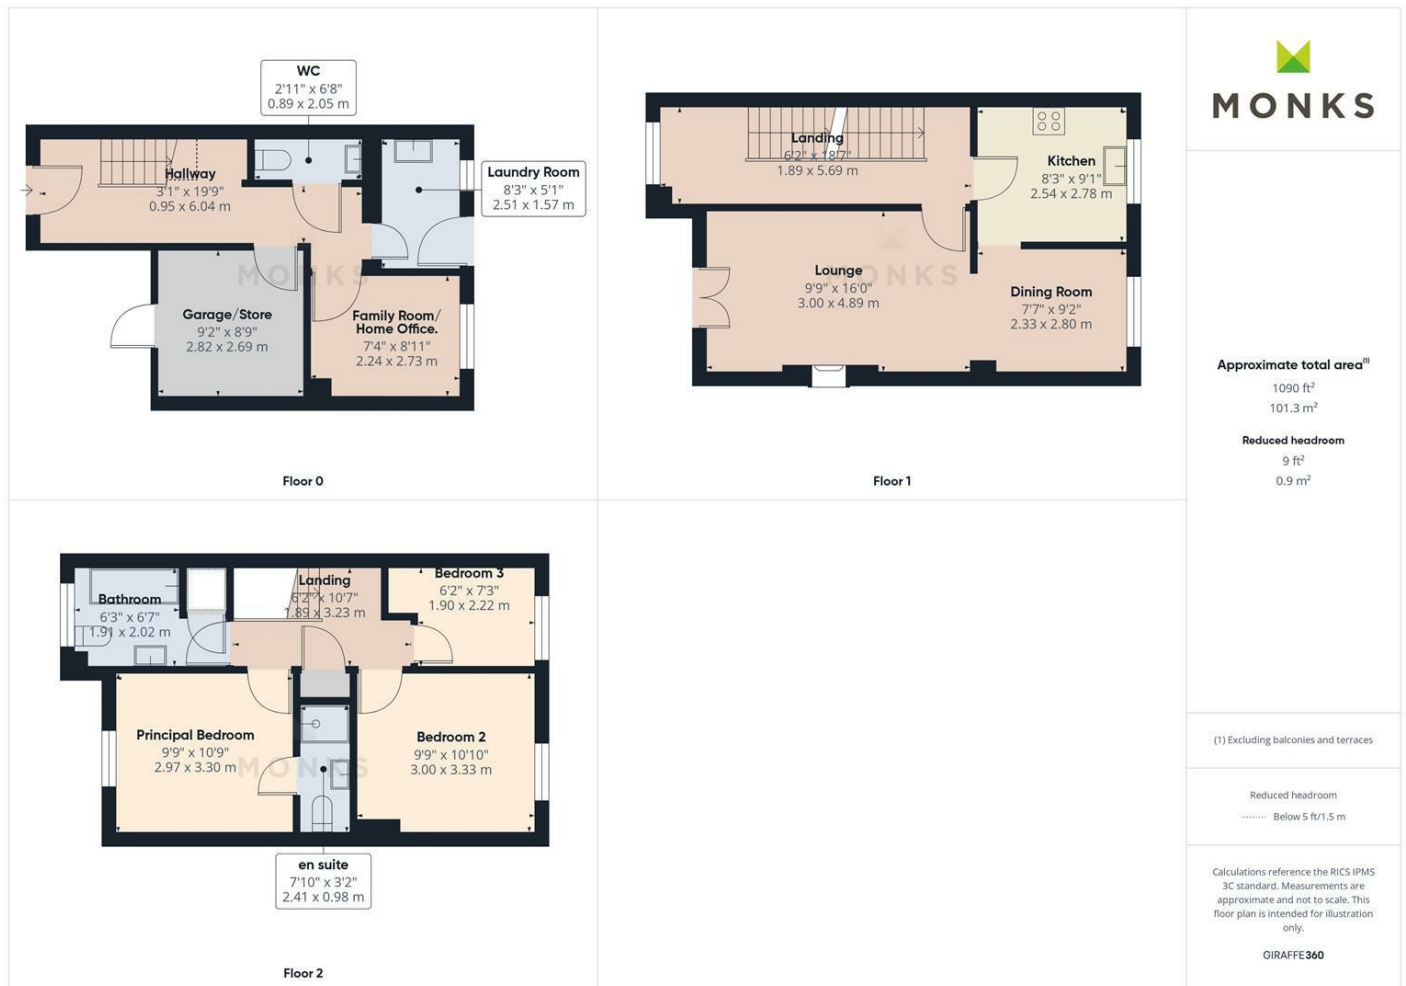 WC
2'11" x 6'8"
0.89 x 2.05 m
Hallway
3'1" x 19'9"
0.95 x 6.04 m
Laundry Room
8'3" x 5'1"
2.51 x 1.57 m
MONKS
Garage/Store
9'2" x 8'9"
2.82 x 2.69 m
Family Room/
Home Office.
7'4" x 8'11"
2.24 x 2.73 m
Floor 0
Landing
6'2" x 18'7"
1.89 x 5.69 m
Kitchen
8'3" x 9'1"
2.54 x 2.78 m
MONKS
Lounge
9'9" x 16'0"
3.00 x 4.89 m
Dining Room
7'7" x 9'2"
2.33 x 2.80 m
Floor 1
Bathroom
6'3" x 6'7"
1.91 x 2.02 m
Landing
6'2" x 10'7"
1.89 x 3.23 m
Bedroom 3
6'2" x 7'3"
1.90 x 2.22 m
Principal Bedroom
9'9" x 10'9"
2.97 x 3.30 m
MONKS
Bedroom 2
9'9" x 10'10"
3.00 x 3.33 m
en suite
7'10" x 3'2"
2.41 x 0.98 m
Floor 2
MONKS
Approximate total area(1)
1090 ft²
101.3 m²
Reduced headroom
9 ft²
0.9 m²
(1) Excluding balconies and terraces
Reduced headroom
Below 5 ft/1.5 m
Calculations reference the RICS IPMS
3C standard. Measurements are
approximate and not to scale. This
floor plan is intended for illustration
only.
GIRAFFE360